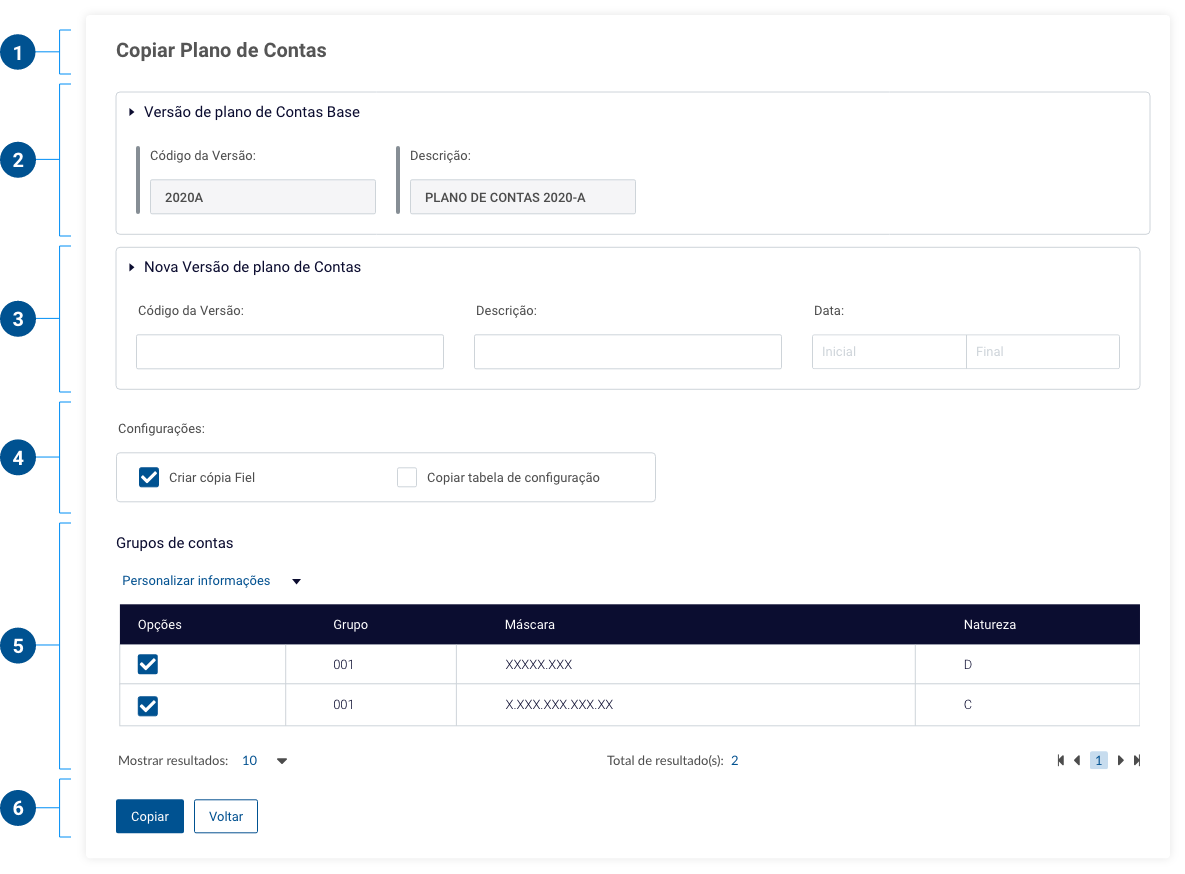 1
Copiar Plano de Contas
2
Versão de plano de Contas Base
Código da Versão: Descrição:
2020A PLANO DE CONTAS 2020-A
3
Nova Versão de plano de Contas
Código da Versão: Descrição: Data:
Inicial Final
4
Configurações:
Criar cópia Fiel Copiar tabela de configuração
5
Grupos de contas
Personalizar informações
Opções Grupo Máscara Natureza
001 XXXXX.XXX D
001 X.XXX.XXX.XXX.XX C
Mostrar resultados: 10 Total de resultado(s): 2 1
6
Copiar Voltar